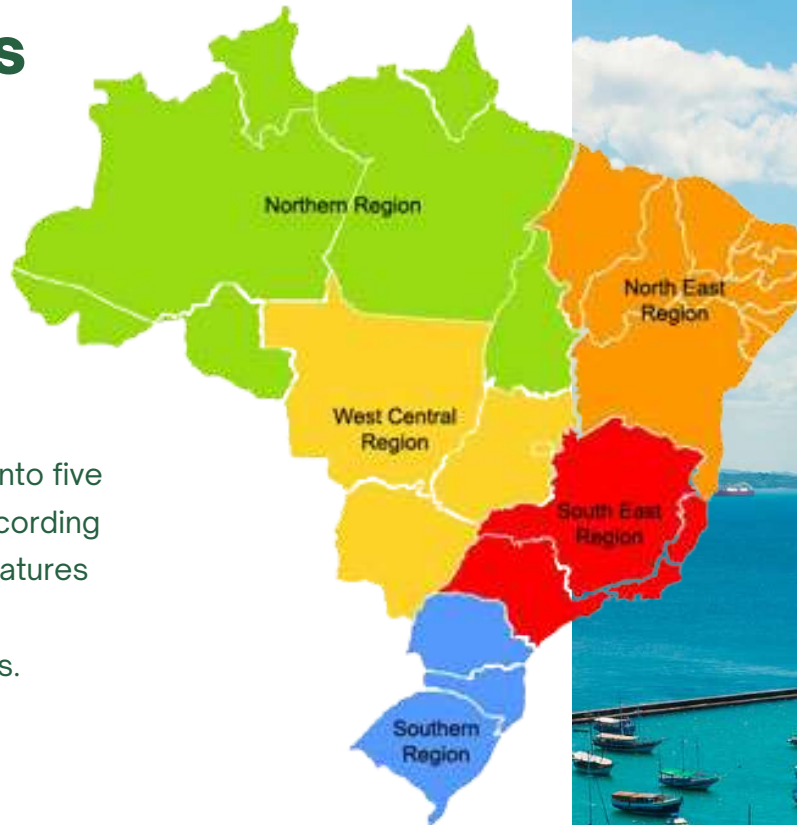 s
Northern Region
North East
Region
West Central
Region
nto five
cording
South East
Region
atures
s.
Southern
Region